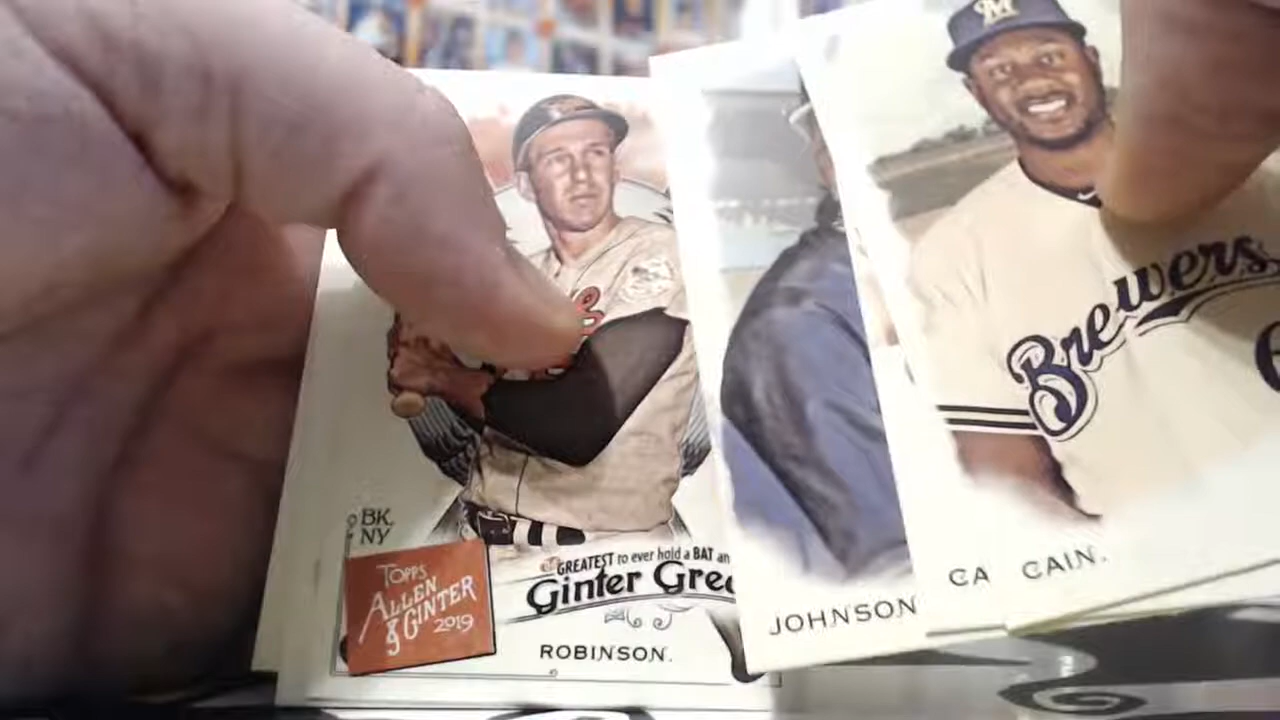 BK.
NY
TOPPS
ALLEN
& GINTER
2019
GREATEST to ever hold a BAT an
Ginter Gre
ROBINSON.
JOHNSON
CA CAIN.
Brewers
M